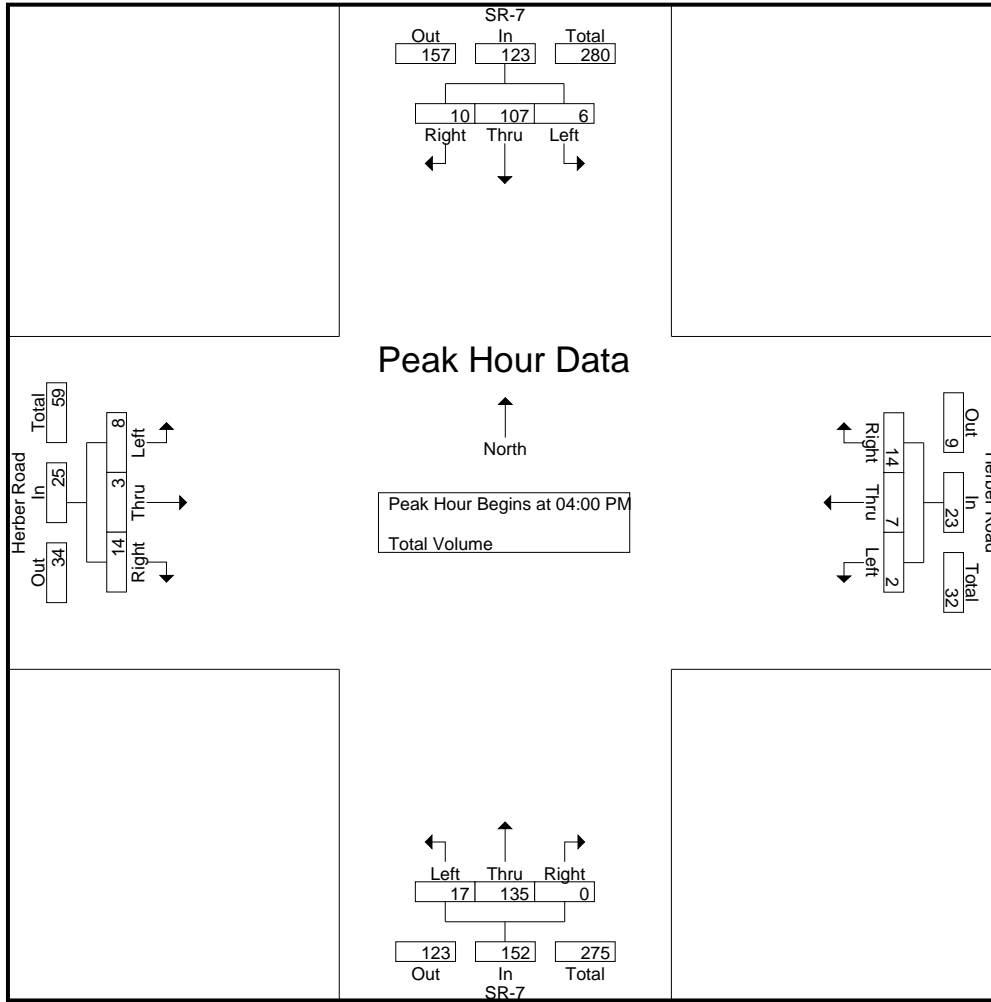 SR-7
Out In Total
157 123 280
10 107 6
Right Thru Left
Peak Hour Data
North
Peak Hour Begins at 04:00 PM
Total Volume
Herber Road
Total In Out
59 25 34
8 3 14
Left Thru Right
Right Thru Left
14 7 2
Out In Total
9 23 32
Herber Road
Left Thru Right
17 135 0
123 152 275
Out In Total
SR-7